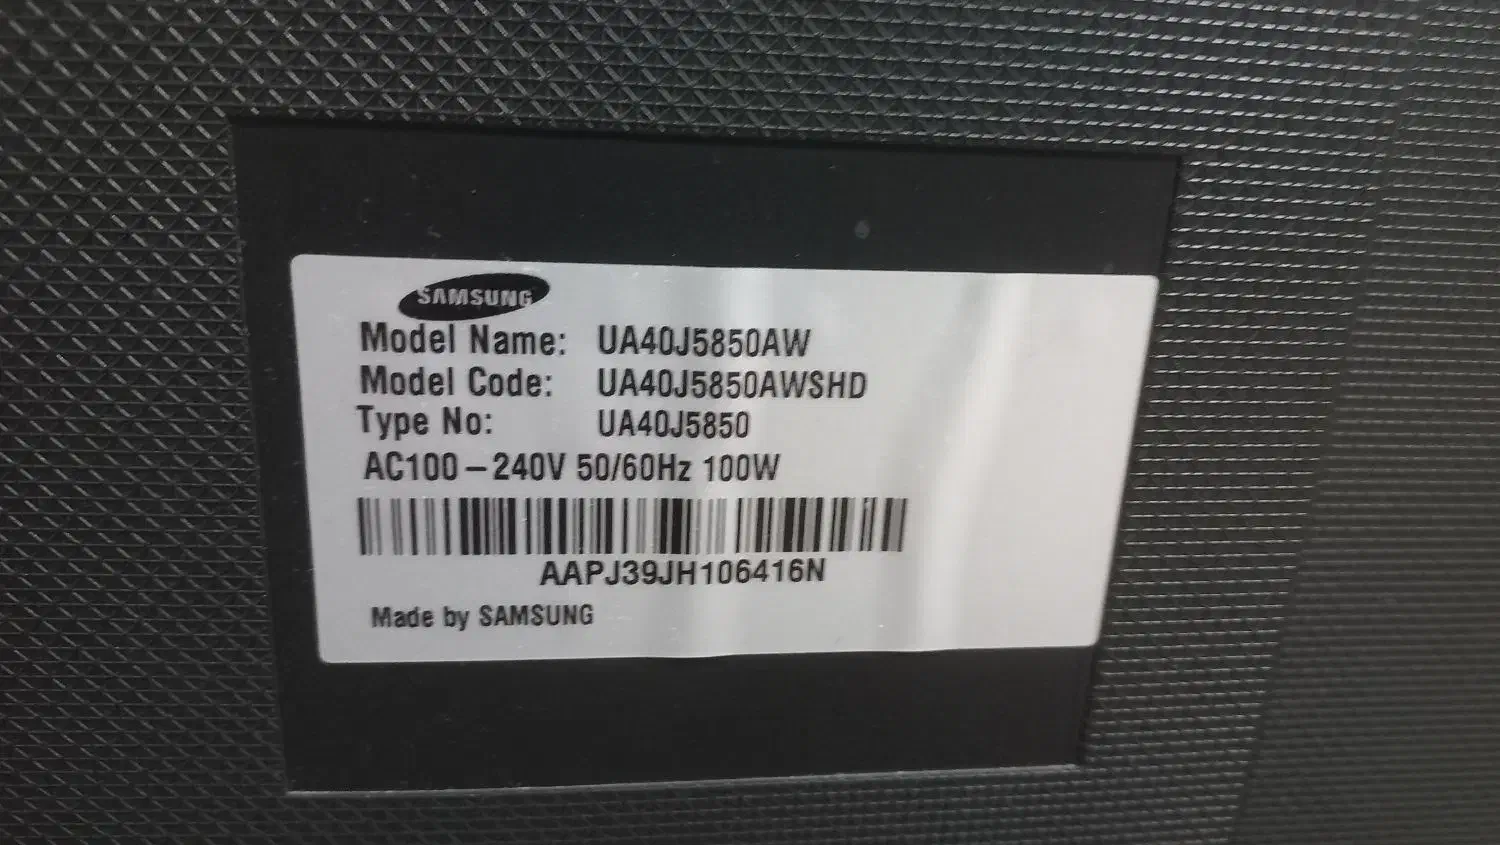 SAMSUNG
Model Name: UA40J5850AW
Model Code: UA40J5850AWSHD
Type No: UA40J5850
AC100-240V 50/60Hz 100W
AAPJ39JH106416N
Made by SAMSUNG